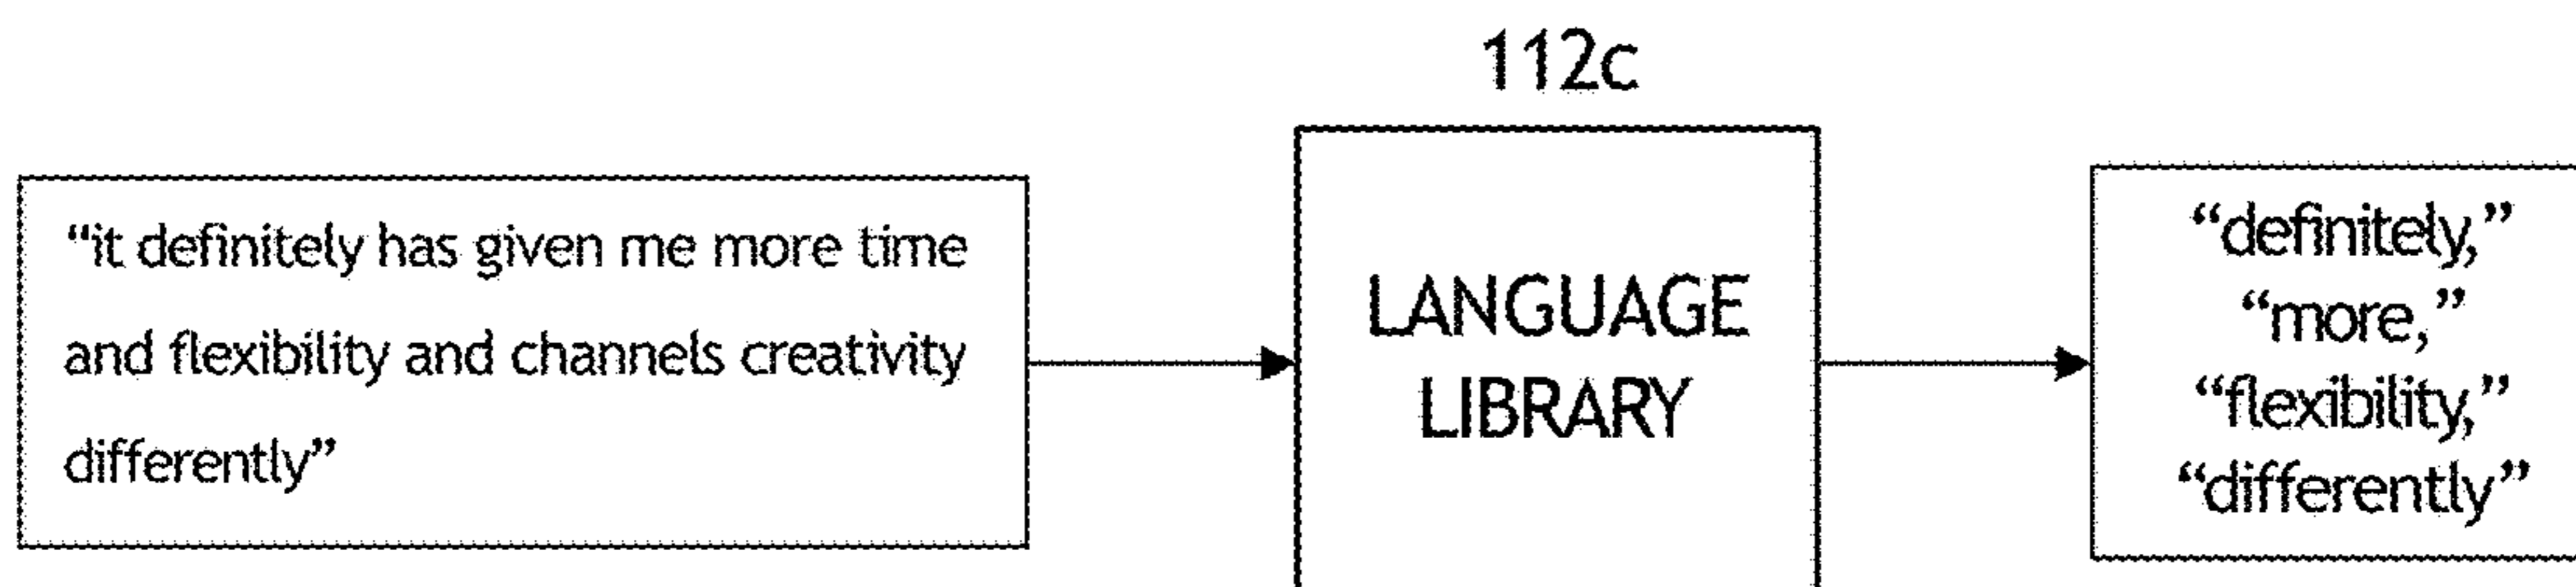 112c
“it definitely has given me more time
and flexibility and channels creativity
differently”
LANGUAGE
LIBRARY
“definitely,”
“more,”
“flexibility,”
“differently”